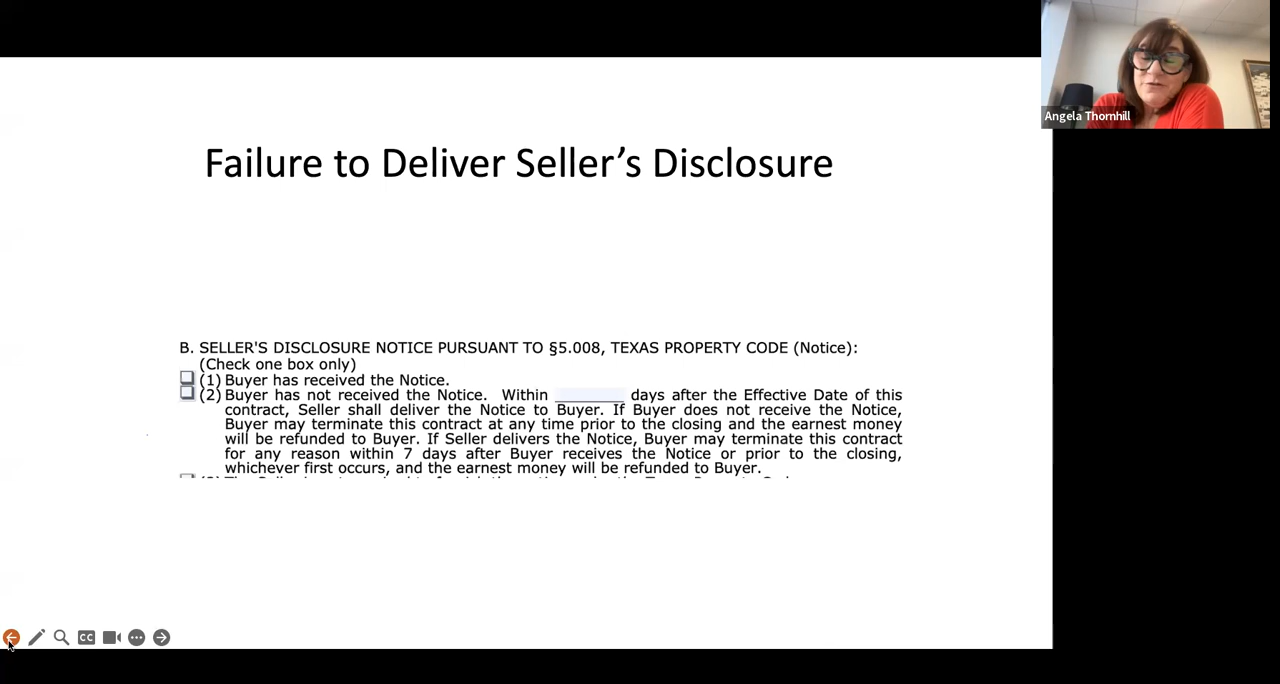 Angela Thornhill
Failure to Deliver Seller’s Disclosure
B. SELLER'S DISCLOSURE NOTICE PURSUANT TO §5.008, TEXAS PROPERTY CODE (Notice):
(Check one box only)
(1) Buyer has received the Notice.
(2) Buyer has not received the Notice. Within ________ days after the Effective Date of this
contract, Seller shall deliver the Notice to Buyer. If Buyer does not receive the Notice,
Buyer may terminate this contract at any time prior to the closing and the earnest money
will be refunded to Buyer. If Seller delivers the Notice, Buyer may terminate this contract
for any reason within 7 days after Buyer receives the Notice or prior to the closing,
whichever first occurs, and the earnest money will be refunded to Buyer.
CC